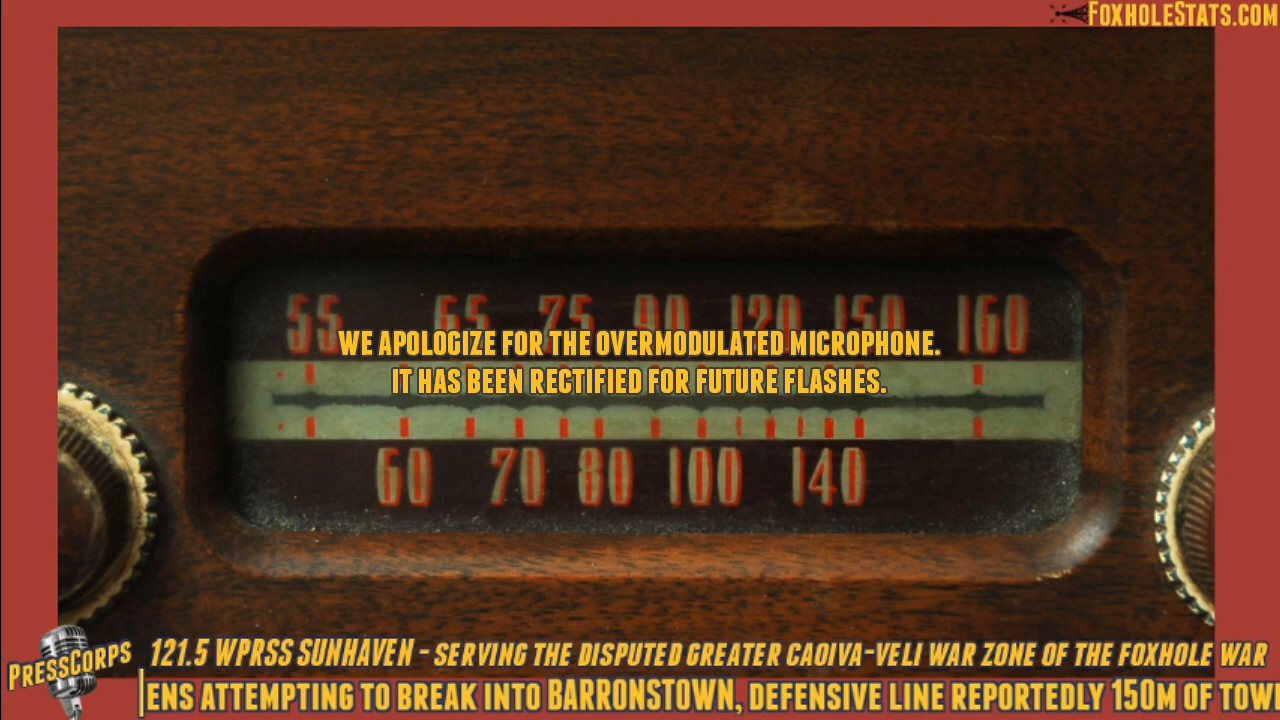 FOXHOLESTATS.COM
55 65 75 90 120 150 160
WE APOLOGIZE FOR THE OVERMODULATED MICROPHONE.
IT HAS BEEN RECTIFIED FOR FUTURE FLASHES.
60 70 80 100 140
PRESSCORPS
121.5 WPRSS SUNHAVEN - SERVING THE DISPUTED GREATER CAOIVA-VELI WAR ZONE OF THE FOXHOLE WAR
ENS ATTEMPTING TO BREAK INTO BARRONSTOWN, DEFENSIVE LINE REPORTEDLY 150M OF TOW